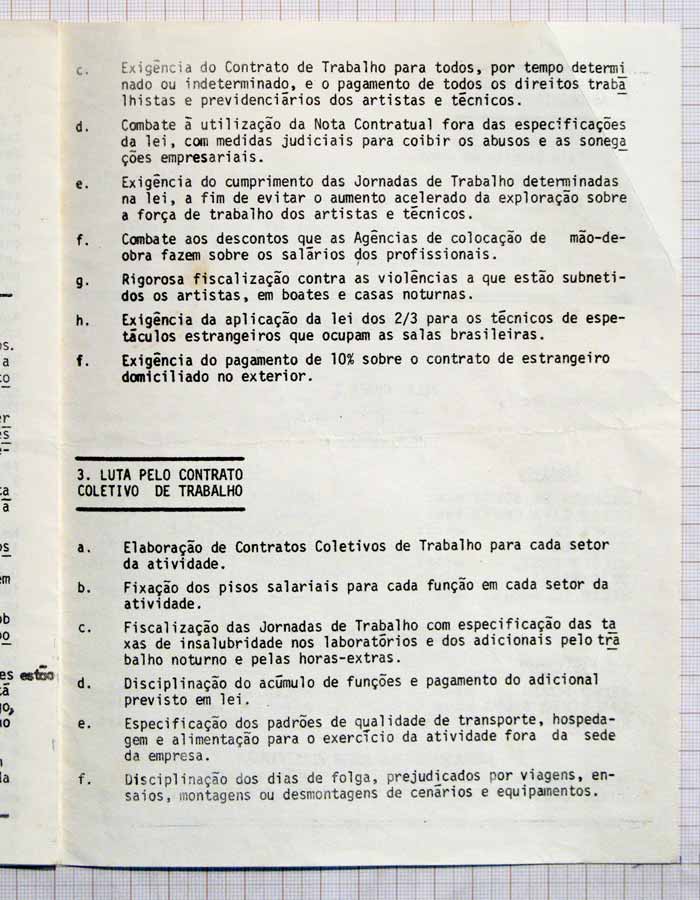 c. Exigência do Contrato de Trabalho para todos, por tempo determi
nado ou indeterminado, e o pagamento de todos os direitos traba
lhistas e previdenciários dos artistas e técnicos.
d. Combate ā utilização da Nota Contratual fora das especificações
da lei, com medidas judiciais para coibir os abusos e as sonega
ções empresariais.
e. Exigência do cumprimento das Jornadas de Trabalho determinadas
na lei, a fim de evitar o aumento acelerado da exploração sobre
a força de trabalho dos artistas e técnicos.
f. Combate aos descontos que as Agências de colocação de mão-de-
obra fazem sobre os salários dos profissionais.
g. Rigorosa fiscalização contra as violências a que estão subneti-
dos os artistas, em boates e casas noturnas.
h. Exigência da aplicação da lei dos 2/3 para os técnicos de espe-
táculos estrangeiros que ocupam as salas brasileiras.
f. Exigência do pagamento de 10% sobre o contrato de estrangeiro
domiciliado no exterior.
3. LUTA PELO CONTRATO
COLETIVO DE TRABALHO
a. Elaboração de Contratos Coletivos de Trabalho para cada setor
da atividade.
b. Fixação dos pisos salariais para cada função em cada setor da
atividade.
c. Fiscalização das Jornadas de Trabalho com especificação das ta
xas de insalubridade nos laboratórios e dos adicionais pelo tra
balho noturno e pelas horas-extras.
d. Disciplinação do acúmulo de funções e pagamento do adicional
previsto em lei.
e. Especificação dos padrões de qualidade de transporte, hospeda-
gem e alimentação para o exercício da atividade fora da sede
da empresa.
f. Disciplinação dos dias de folga, prejudicados por viagens, en-
saios, montagens ou desmontagens de cenários e equipamentos.